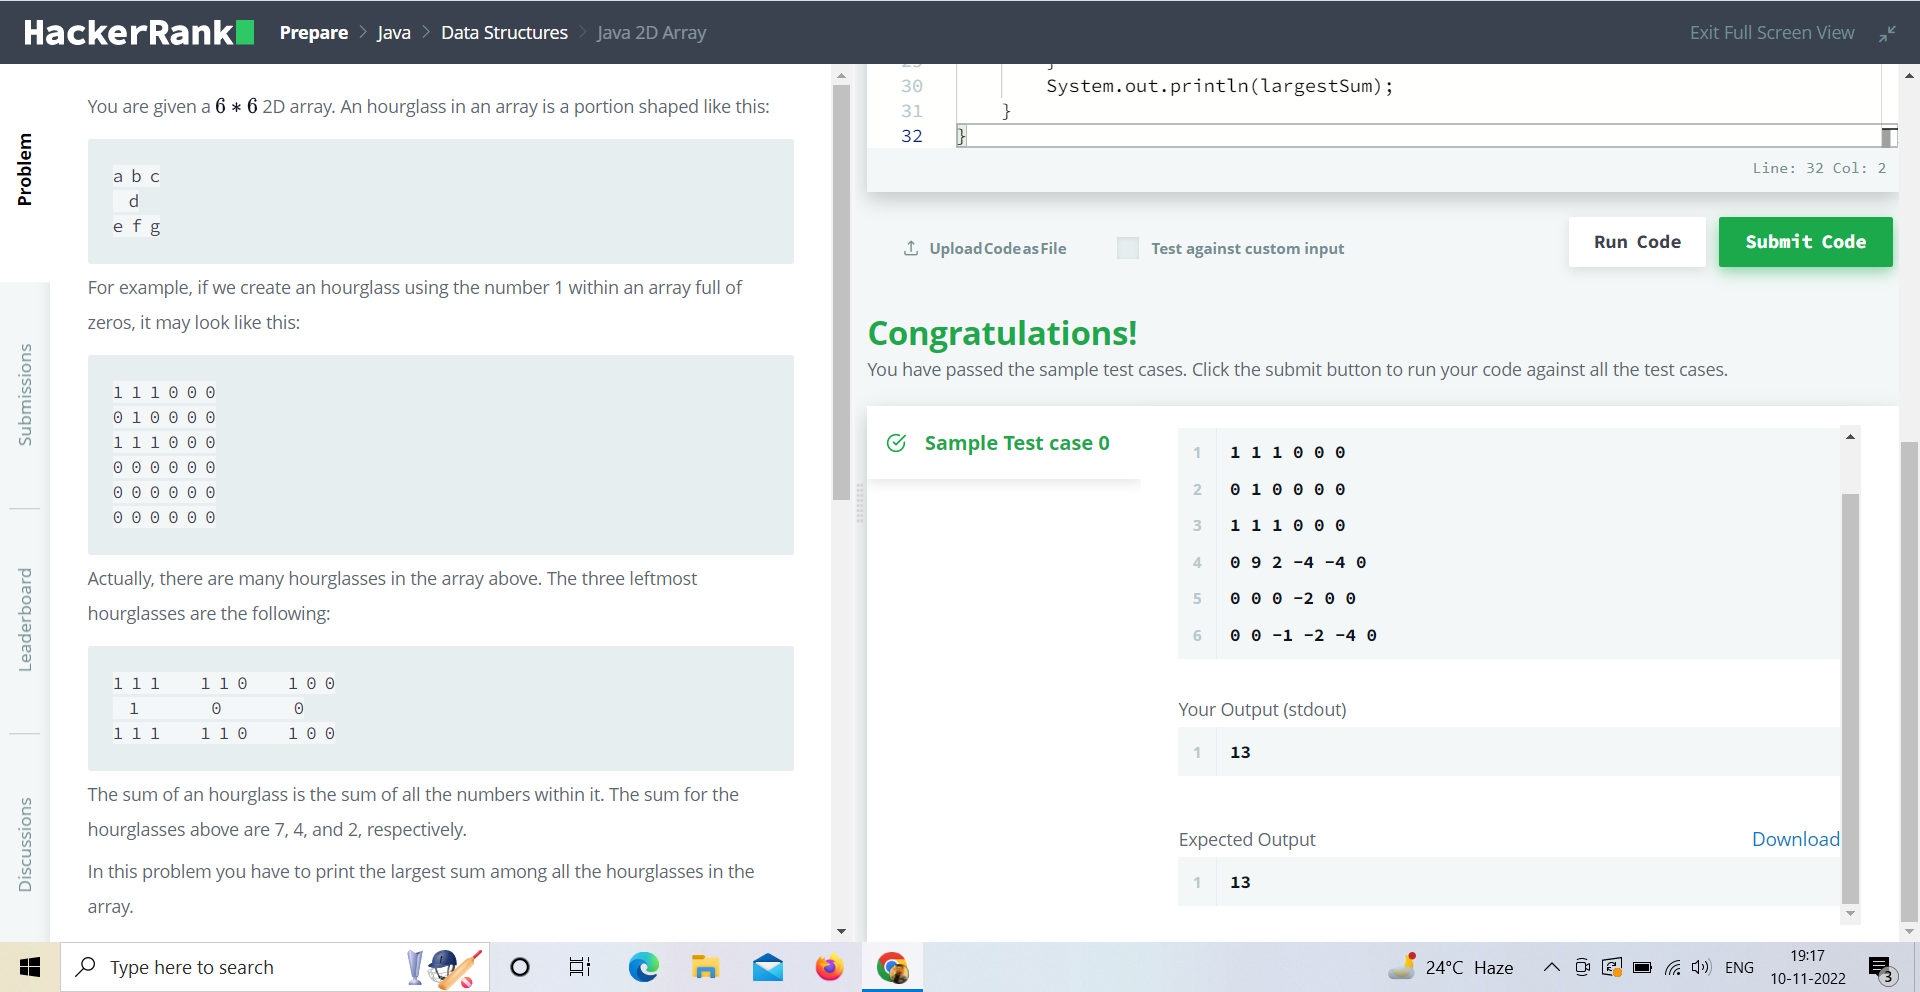 HackerRank Prepare > Java > Data Structures > Java 2D Array Exit Full Screen View
Problem
Submissions
Leaderboard
Discussions
You are given a 6 * 6 2D array. An hourglass in an array is a portion shaped like this:
a b c
d
e f g
For example, if we create an hourglass using the number 1 within an array full of
zeros, it may look like this:
1 1 1 0 0 0
0 1 0 0 0 0
1 1 1 0 0 0
0 0 0 0 0 0
0 0 0 0 0 0
0 0 0 0 0 0
Actually, there are many hourglasses in the array above. The three leftmost
hourglasses are the following:
1 1 1 1 1 0 1 0 0
1 0 0
1 1 1 1 1 0 1 0 0
The sum of an hourglass is the sum of all the numbers within it. The sum for the
hourglasses above are 7, 4, and 2, respectively.
In this problem you have to print the largest sum among all the hourglasses in the
array.
30 System.out.println(largestSum);
31 }
32 }
Line: 32 Col: 2
Upload Code as File Test against custom input Run Code Submit Code
Congratulations!
You have passed the sample test cases. Click the submit button to run your code against all the test cases.
Sample Test case 0
1 1 1 1 0 0 0
2 0 1 0 0 0 0
3 1 1 1 0 0 0
4 0 9 2 -4 -4 0
5 0 0 0 -2 0 0
6 0 0 -1 -2 -4 0
Your Output (stdout)
1 13
Expected Output Download
1 13
Type here to search 24°C Haze ENG 19:17
10-11-2022 3